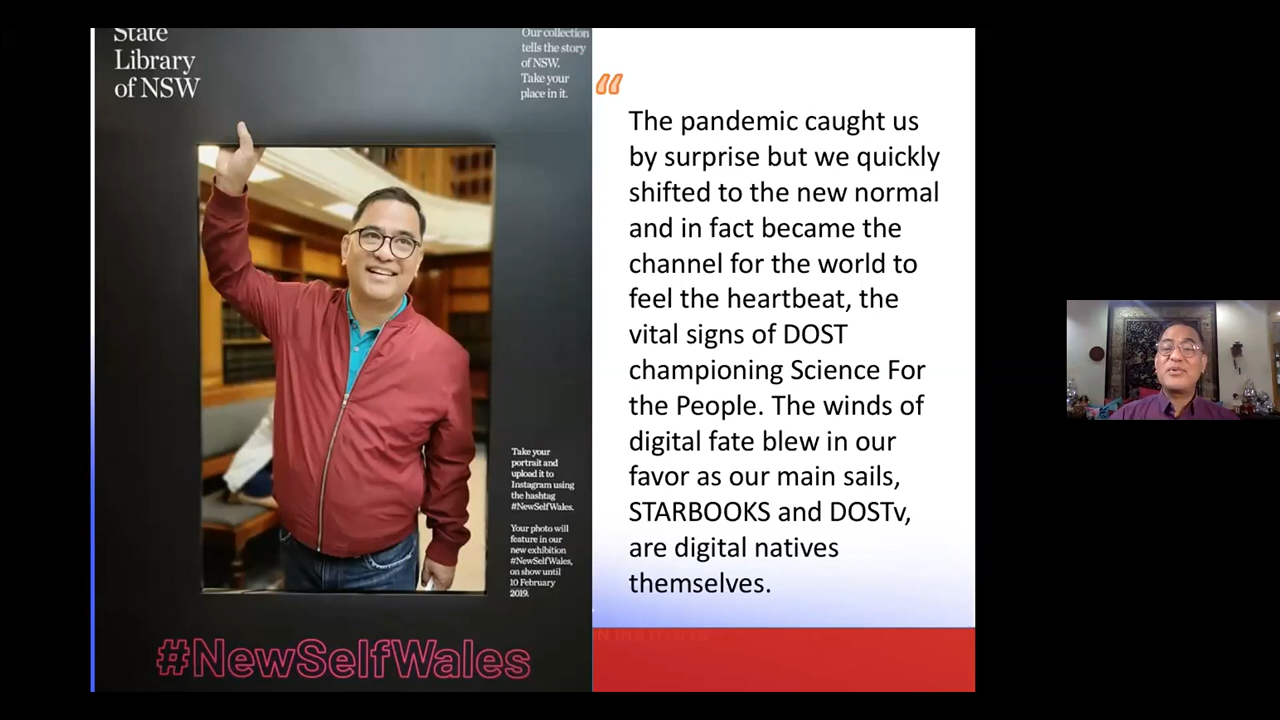 State
Library
of NSW
Our collection
tells the story
of NSW.
Take your
place in it.
Take your
portrait and
upload it to
Instagram using
the hashtag
#NewSelfWales.
Your photo will
feature in our
new exhibition
#NewSelfWales,
on show until
10 February
2019.
#NewSelfWales
“
The pandemic caught us
by surprise but we quickly
shifted to the new normal
and in fact became the
channel for the world to
feel the heartbeat, the
vital signs of DOST
championing Science For
the People. The winds of
digital fate blew in our
favor as our main sails,
STARBOOKS and DOSTv,
are digital natives
themselves.